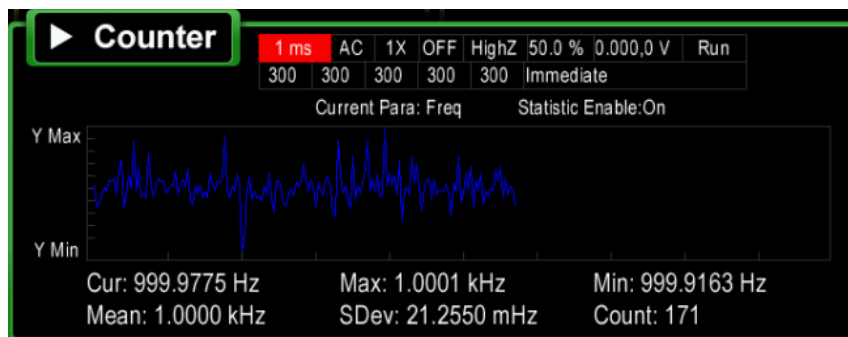 Counter
1 ms AC 1X OFF HighZ 50.0 % 0.000,0 V Run
300 300 300 300 300 Immediate
Current Para: Freq Statistic Enable:On
Y Max
Y Min
Cur: 999.9775 Hz Max: 1.0001 kHz Min: 999.9163 Hz
Mean: 1.0000 kHz SDev: 21.2550 mHz Count: 171